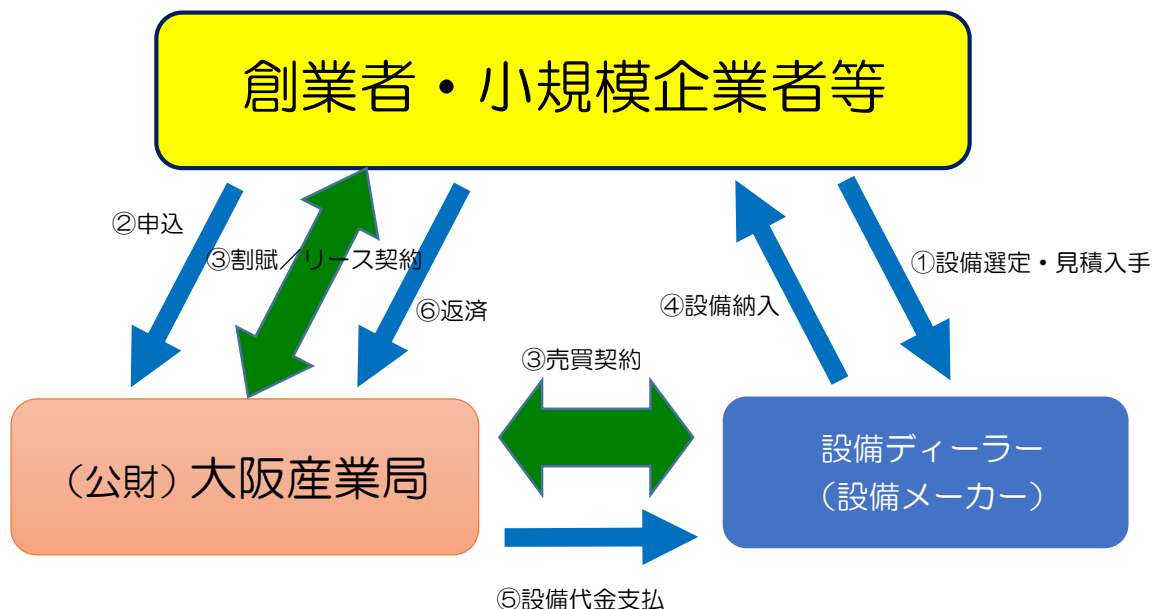 創業者・小規模企業者等
②申込
③割賦／リース契約
⑥返済
④設備納入
①設備選定・見積入手
③売買契約
（公財）大阪産業局
設備ディーラー
（設備メーカー）
⑤設備代金支払